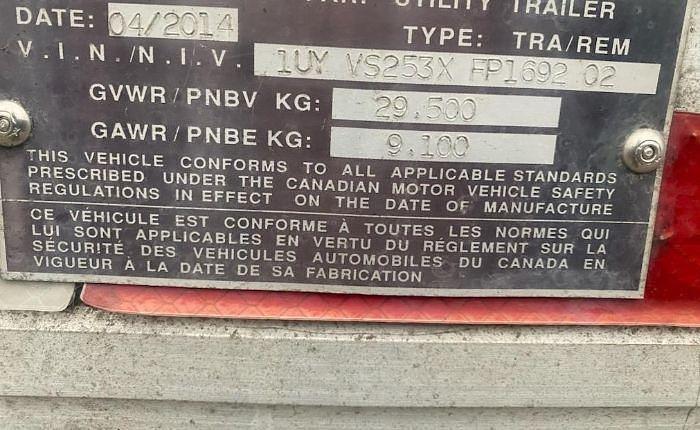 UTILITY TRAILER
DATE: 04/2014 TYPE: TRA/REM
V.I.N./N.I.V. 1UY VS253X FP1692 02
GVWR/PNBV KG: 29.500
GAWR/PNBE KG: 9.100
THIS VEHICLE CONFORMS TO ALL APPLICABLE STANDARDS
PRESCRIBED UNDER THE CANADIAN MOTOR VEHICLE SAFETY
REGULATIONS IN EFFECT ON THE DATE OF MANUFACTURE
CE VÉHICULE EST CONFORME À TOUTES LES NORMES QUI
LUI SONT APPLICABLES EN VERTU DU RÉGLEMENT SUR LA
SÉCURITÉ DES VEHICULES AUTOMOBILES DU CANADA EN
VIGUEUR À LA DATE DE SA FABRICATION